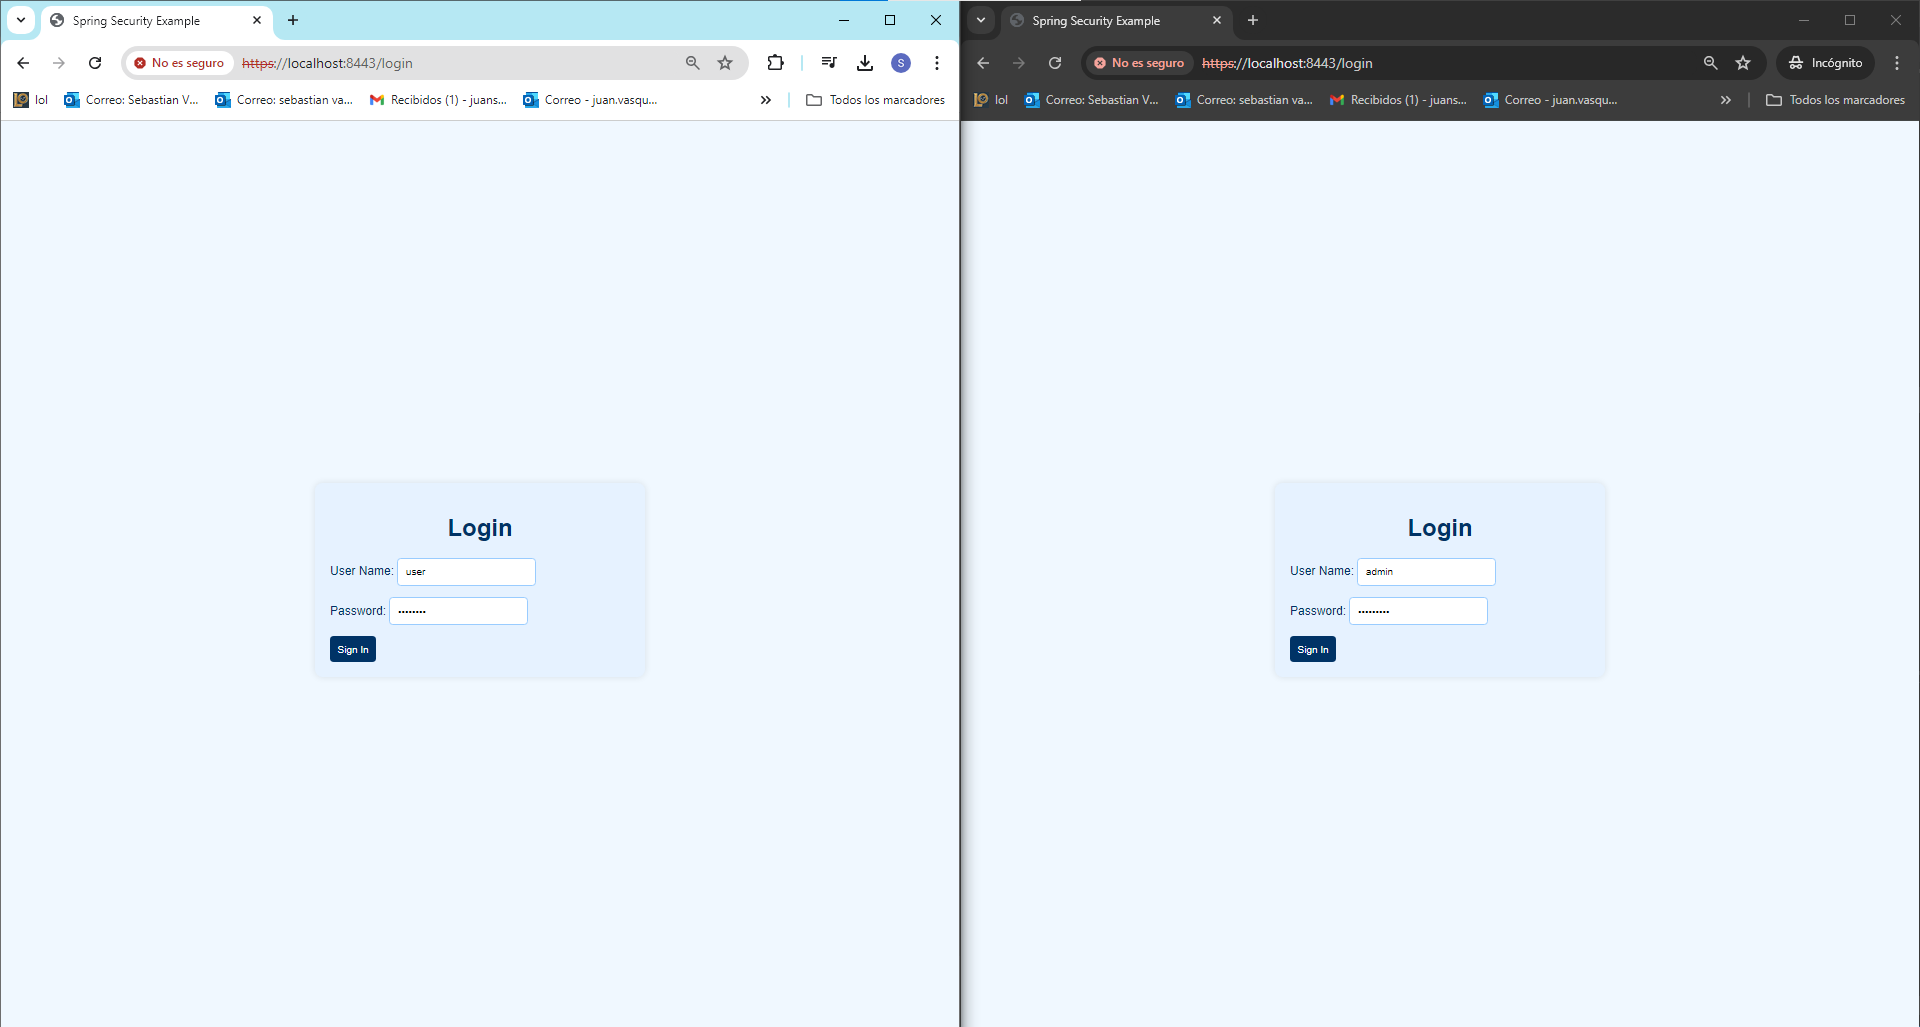 Spring Security Example
No es seguro https://localhost:8443/login
S
lol Correo: Sebastian V... Correo: sebastian va... Recibidos (1) - juans... Correo - juan.vasqu... Todos los marcadores
Login
User Name: user
Password: ••••••••
Sign In
Spring Security Example
No es seguro https://localhost:8443/login Incógnito
lol Correo: Sebastian V... Correo: sebastian va... Recibidos (1) - juans... Correo - juan.vasqu... Todos los marcadores
Login
User Name: admin
Password: •••••••••
Sign In